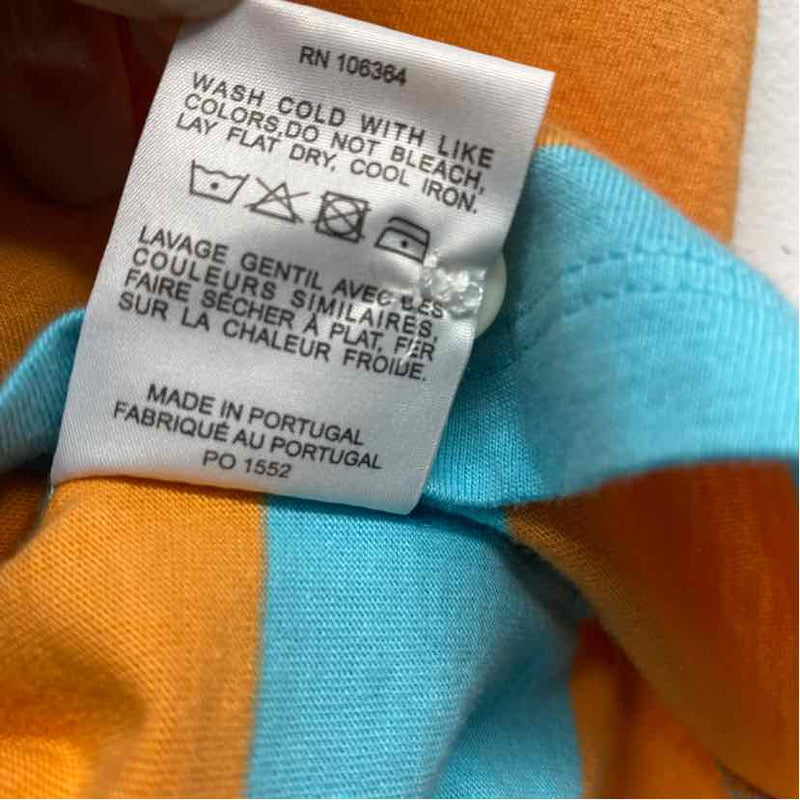 RN 106364
WASH COLD WITH LIKE
COLORS,DO NOT BLEACH,
LAY FLAT DRY, COOL IRON.
LAVAGE GENTIL AVEC LES
COULEURS SIMILAIRES,
FAIRE SÉCHER À PLAT, FER
SUR LA CHALEUR FROIDE.
MADE IN PORTUGAL
FABRIQUÉ AU PORTUGAL
PO 1552